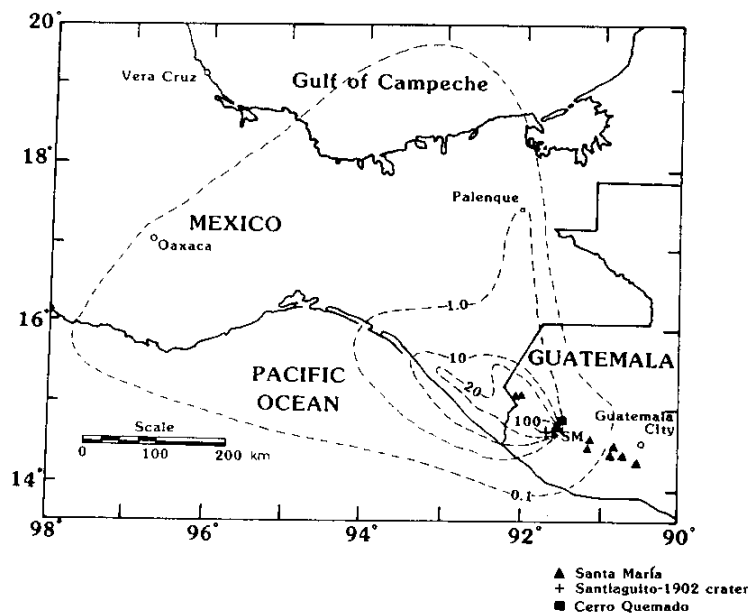 20°
Vera Cruz
Gulf of Campeche
18°
Palenque
MEXICO
Oaxaca
1.0
16°
10
GUATEMALA
PACIFIC
OCEAN
20
Scale
0 100 200 km
100
SM
Guatemala
City
14°
0.1
98° 96° 94° 92° 90°
▲ Santa María
+ Santiaguito-1902 crater
■ Cerro Quemado